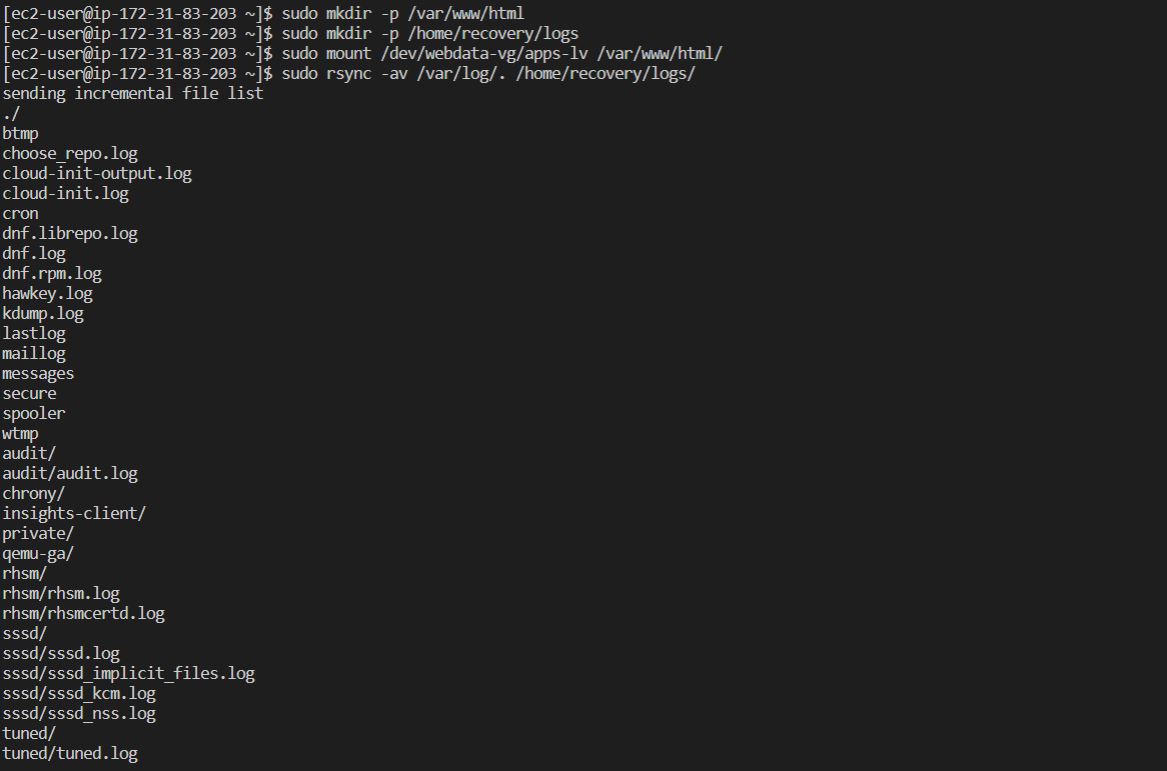 [ec2-user@ip-172-31-83-203 ~]$ sudo mkdir -p /var/www/html
[ec2-user@ip-172-31-83-203 ~]$ sudo mkdir -p /home/recovery/logs
[ec2-user@ip-172-31-83-203 ~]$ sudo mount /dev/webdata-vg/apps-lv /var/www/html/
[ec2-user@ip-172-31-83-203 ~]$ sudo rsync -av /var/log/. /home/recovery/logs/
sending incremental file list
./
btmp
choose_repo.log
cloud-init-output.log
cloud-init.log
cron
dnf.librepo.log
dnf.log
dnf.rpm.log
hawkey.log
kdump.log
lastlog
maillog
messages
secure
spooler
wtmp
audit/
audit/audit.log
chrony/
insights-client/
private/
qemu-ga/
rhsm/
rhsm/rhsm.log
rhsm/rhsmcertd.log
sssd/
sssd/sssd.log
sssd/sssd_implicit_files.log
sssd/sssd_kcm.log
sssd/sssd_nss.log
tuned/
tuned/tuned.log